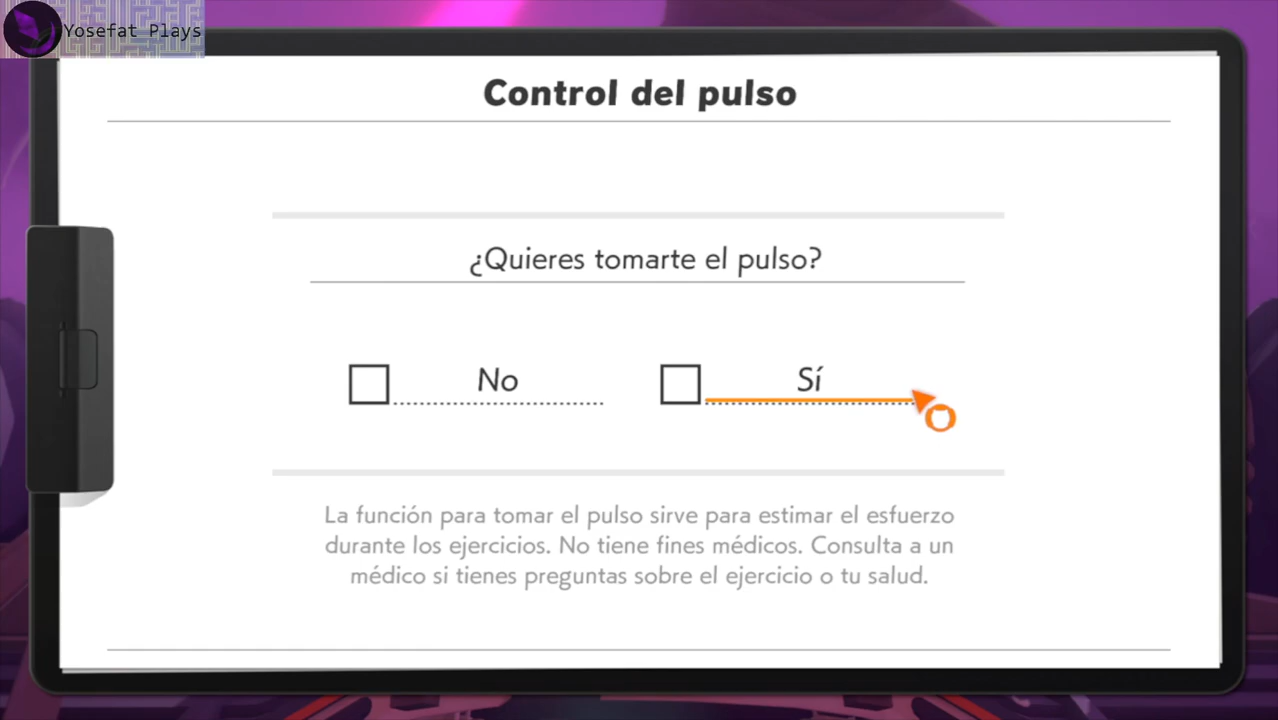 Yosefat Plays
Control del pulso
¿Quieres tomarte el pulso?
No
Sí
La función para tomar el pulso sirve para estimar el esfuerzo
durante los ejercicios. No tiene fines médicos. Consulta a un
médico si tienes preguntas sobre el ejercicio o tu salud.